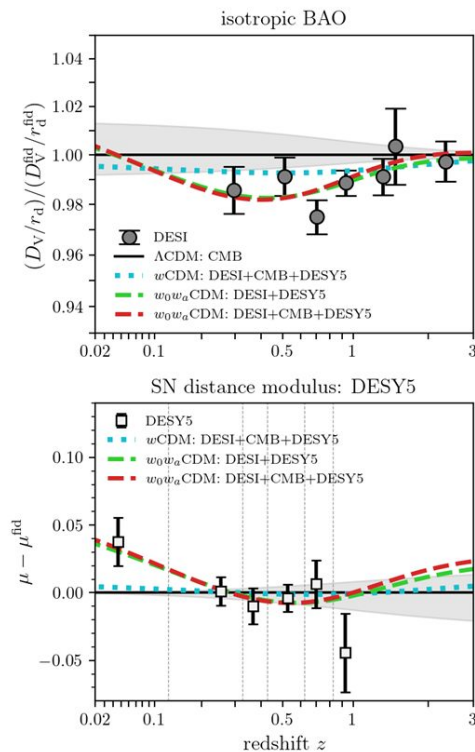 isotropic BAO
(D_V/r_d)/(D_V^fid/r_d^fid)
1.04
1.02
1.00
0.98
0.96
0.94
DESI
ΛCDM: CMB
wCDM: DESI+CMB+DESY5
w₀wₐCDM: DESI+DESY5
w₀wₐCDM: DESI+CMB+DESY5
0.02 0.1 0.5 1 3
SN distance modulus: DESY5
μ − μ^fid
0.10
0.05
0.00
−0.05
DESY5
wCDM: DESI+CMB+DESY5
w₀wₐCDM: DESI+DESY5
w₀wₐCDM: DESI+CMB+DESY5
0.02 0.1 0.5 1 3
redshift z